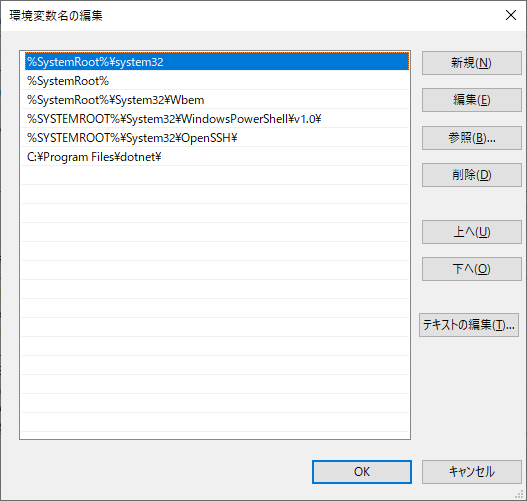 環境変数名の編集
%SystemRoot%¥system32
%SystemRoot%
%SystemRoot%¥System32¥Wbem
%SYSTEMROOT%¥System32¥WindowsPowerShell¥v1.0¥
%SYSTEMROOT%¥System32¥OpenSSH¥
C:¥Program Files¥dotnet¥
新規(N)
編集(E)
参照(B)...
削除(D)
上へ(U)
下へ(O)
テキストの編集(T)...
OK
キャンセル